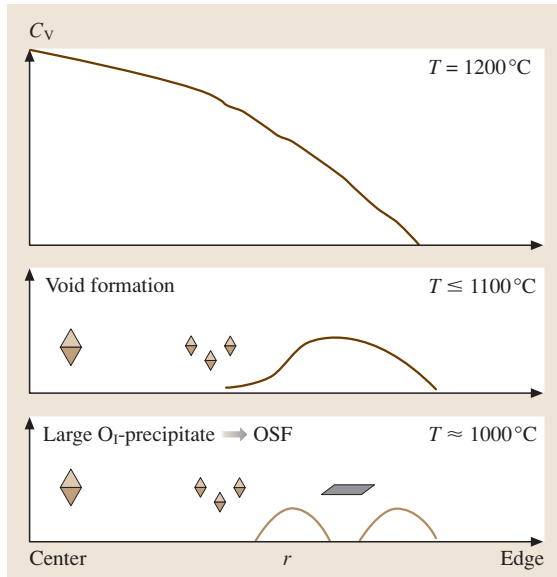 C_V
T = 1200 °C
Void formation
T ≤ 1100 °C
Large O_I-precipitate ➡ OSF
T ≈ 1000 °C
Center r Edge